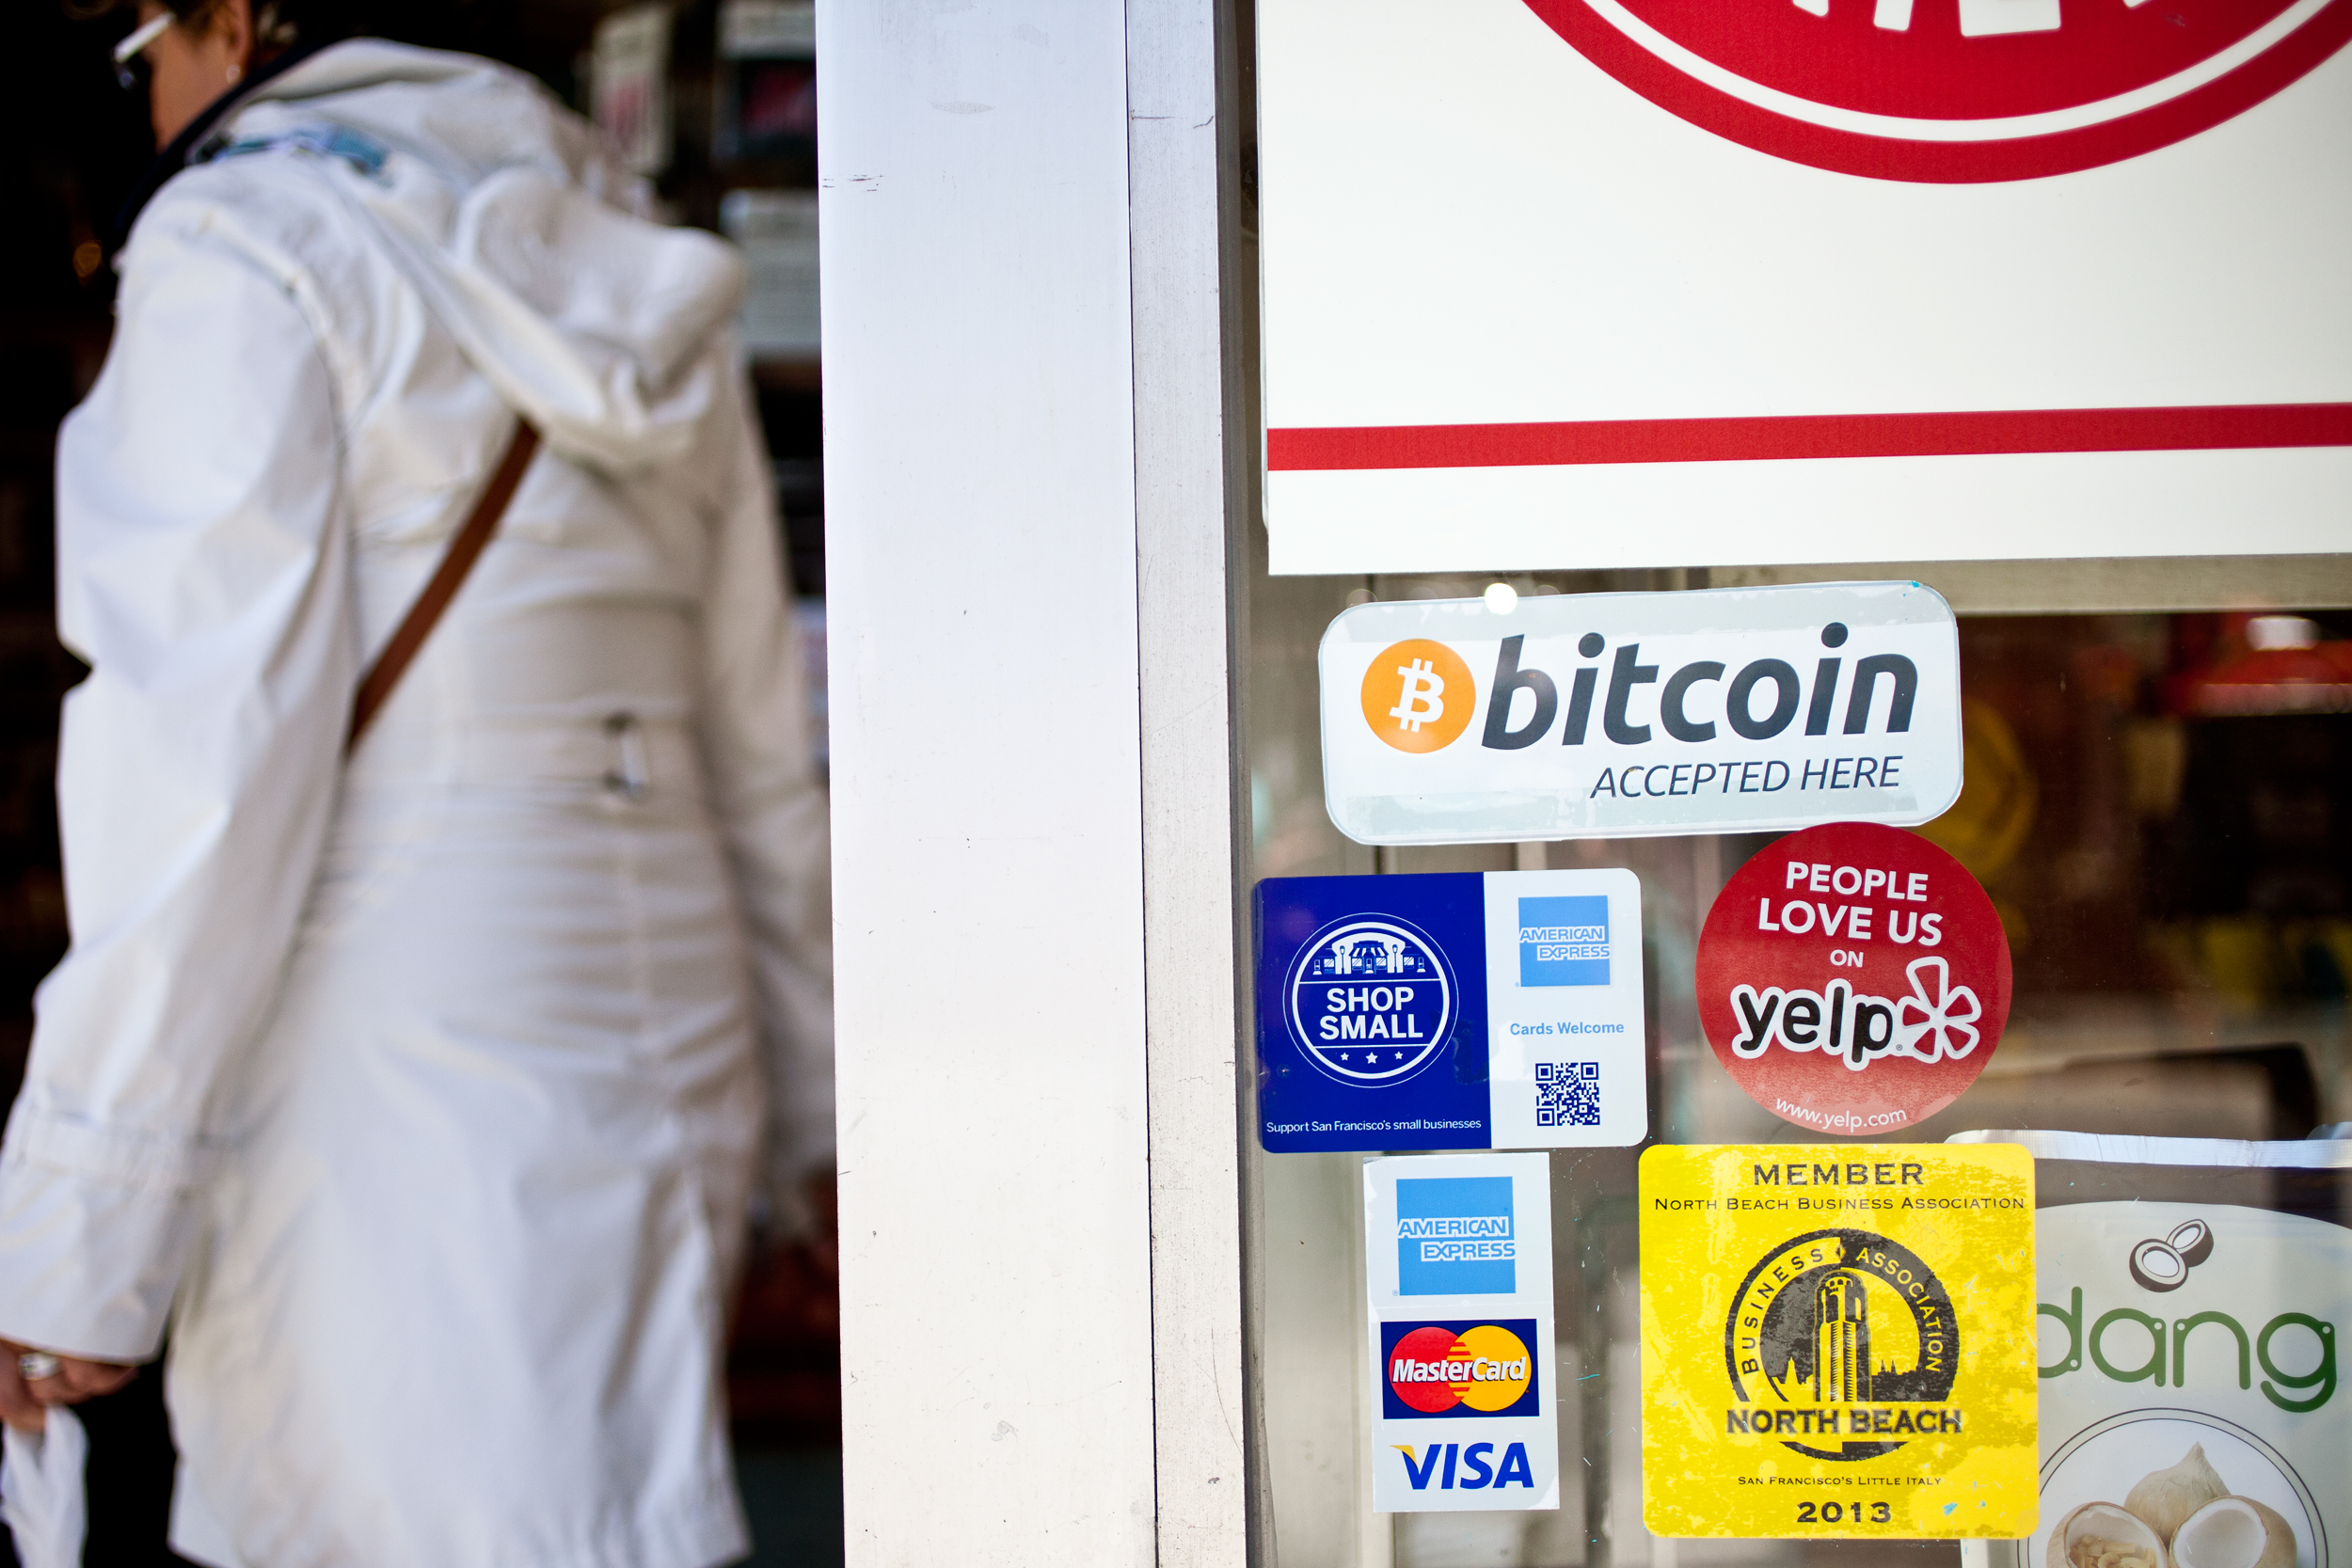 bitcoin
ACCEPTED HERE
SHOP
SMALL
Support San Francisco's small businesses
AMERICAN
EXPRESS
Cards Welcome
PEOPLE
LOVE US
ON
yelp
www.yelp.com
AMERICAN
EXPRESS
MasterCard
VISA
MEMBER
NORTH BEACH BUSINESS ASSOCIATION
BUSINESS ASSOCIATION
NORTH BEACH
SAN FRANCISCO'S LITTLE ITALY
2013
dang